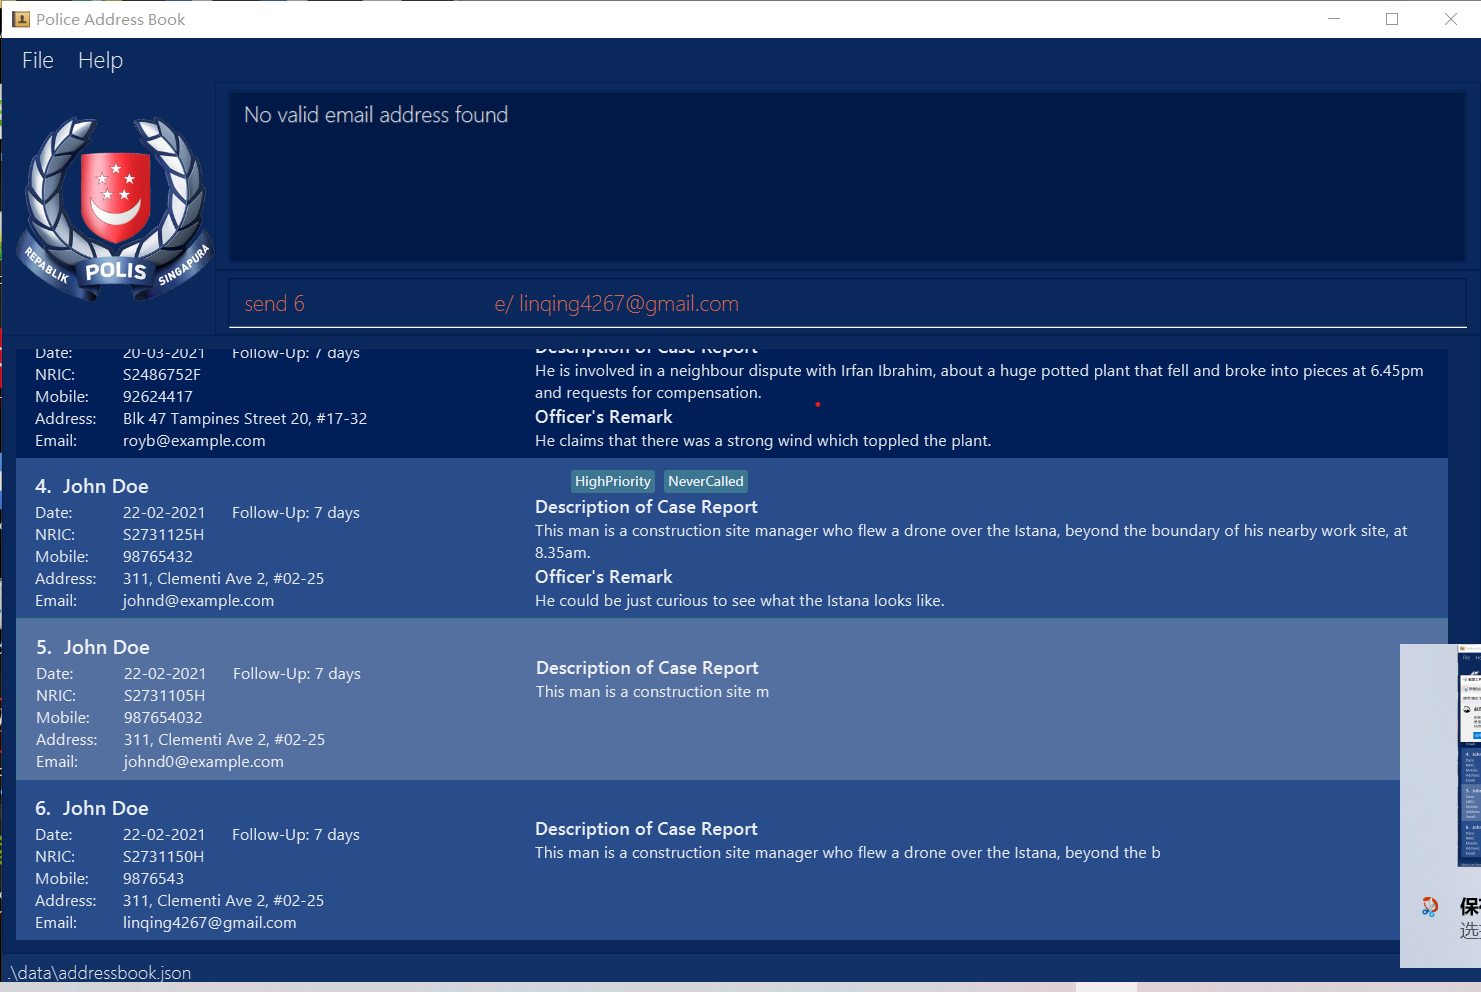 Police Address Book
File Help
No valid email address found
REPABLIK POLIS SINGAPURA
send 6 e/ linqing4267@gmail.com
Date: 20-03-2021 Follow-Up: 7 days
NRIC: S2486752F
Mobile: 92624417
Address: Blk 47 Tampines Street 20, #17-32
Email: royb@example.com
Description of Case Report
He is involved in a neighbour dispute with Irfan Ibrahim, about a huge potted plant that fell and broke into pieces at 6.45pm
and requests for compensation.
Officer's Remark
He claims that there was a strong wind which toppled the plant.
4. John Doe
Date: 22-02-2021 Follow-Up: 7 days
NRIC: S2731125H
Mobile: 98765432
Address: 311, Clementi Ave 2, #02-25
Email: johnd@example.com
HighPriority NeverCalled
Description of Case Report
This man is a construction site manager who flew a drone over the Istana, beyond the boundary of his nearby work site, at
8.35am.
Officer's Remark
He could be just curious to see what the Istana looks like.
5. John Doe
Date: 22-02-2021 Follow-Up: 7 days
NRIC: S2731105H
Mobile: 987654032
Address: 311, Clementi Ave 2, #02-25
Email: johnd0@example.com
Description of Case Report
This man is a construction site m
6. John Doe
Date: 22-02-2021 Follow-Up: 7 days
NRIC: S2731150H
Mobile: 9876543
Address: 311, Clementi Ave 2, #02-25
Email: linqing4267@gmail.com
Description of Case Report
This man is a construction site manager who flew a drone over the Istana, beyond the b
.\data\addressbook.json